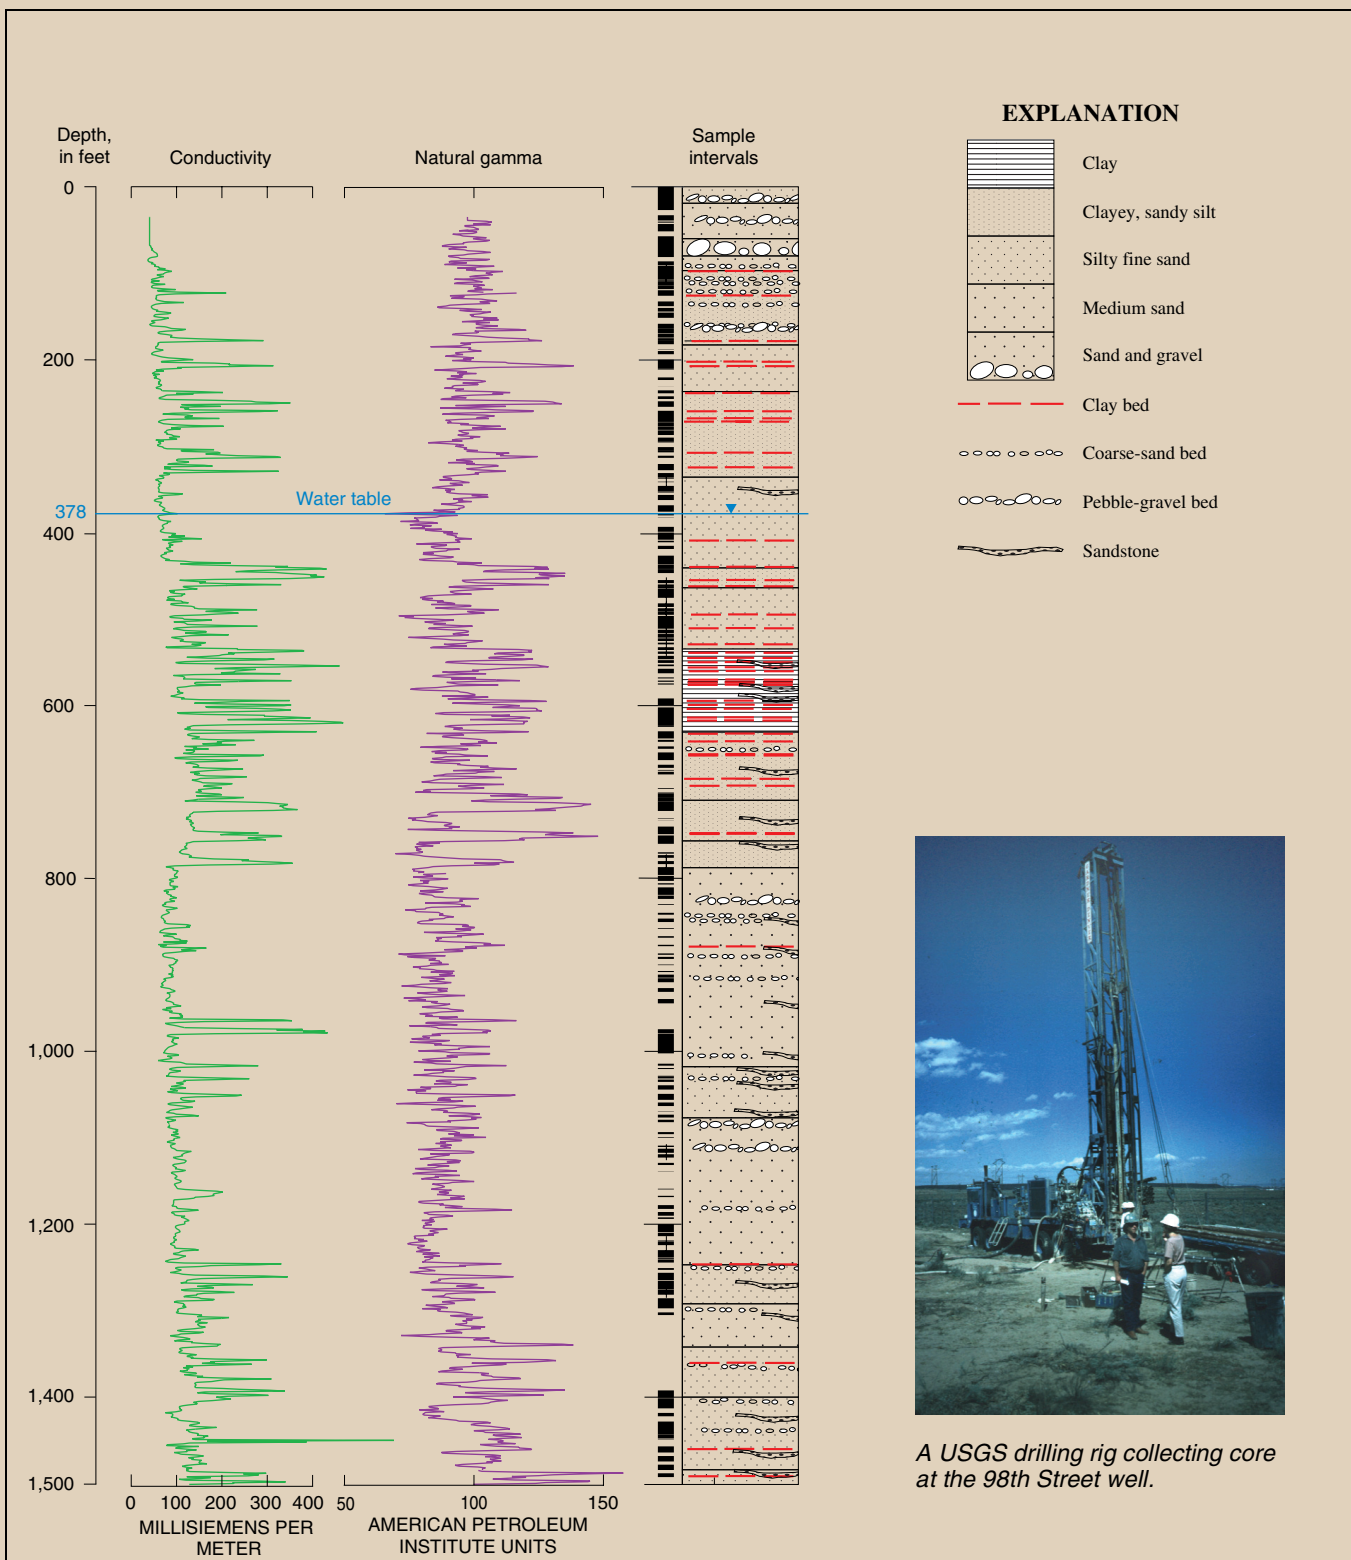 EXPLANATION
Depth,
in feet
Conductivity
Natural gamma
Sample
intervals
Clay
Clayey, sandy silt
Silty fine sand
Medium sand
Sand and gravel
Clay bed
Coarse-sand bed
Pebble-gravel bed
Sandstone
0
200
Water table
378
400
600
800
1,000
1,200
1,400
1,500
0 100 200 300 400
50 100 150
MILLISIEMENS PER
METER
AMERICAN PETROLEUM
INSTITUTE UNITS
A USGS drilling rig collecting core
at the 98th Street well.